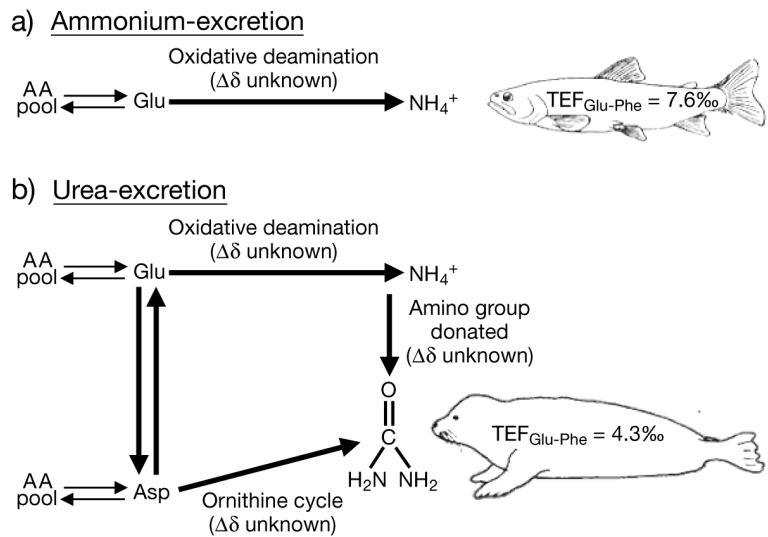 a) Ammonium-excretion
Oxidative deamination
(Δδ unknown)
AA
pool
Glu
NH₄⁺
TEF_Glu-Phe = 7.6‰
b) Urea-excretion
Oxidative deamination
(Δδ unknown)
AA
pool
Glu
NH₄⁺
Amino group
donated
(Δδ unknown)
O
C
H₂N NH₂
TEF_Glu-Phe = 4.3‰
AA
pool
Asp
Ornithine cycle
(Δδ unknown)